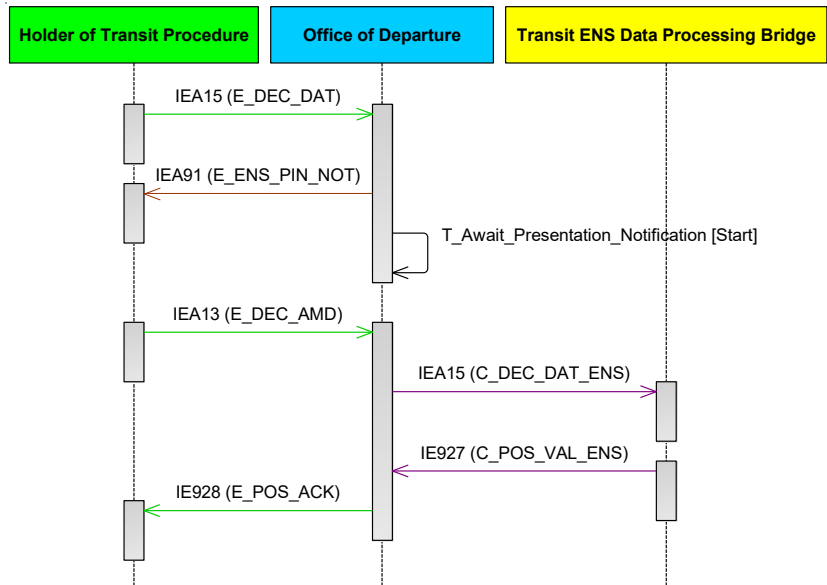 Holder of Transit Procedure
Office of Departure
Transit ENS Data Processing Bridge
IEA15 (E_DEC_DAT)
IEA91 (E_ENS_PIN_NOT)
T_Await_Presentation_Notification [Start]
IEA13 (E_DEC_AMD)
IEA15 (C_DEC_DAT_ENS)
IE927 (C_POS_VAL_ENS)
IE928 (E_POS_ACK)